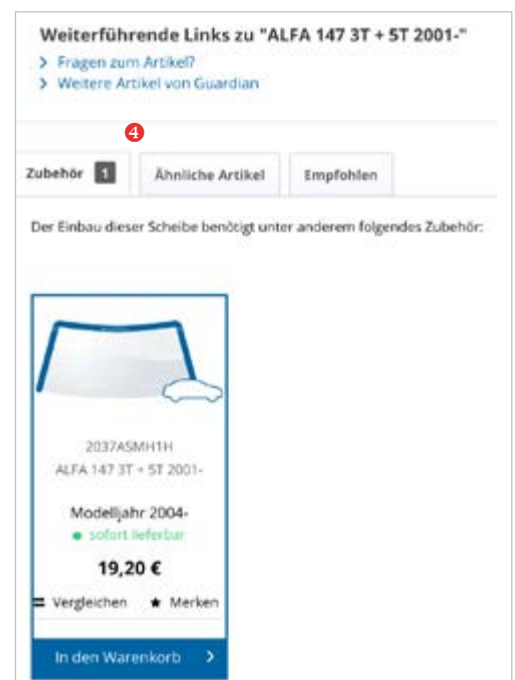 Weiterführende Links zu "ALFA 147 3T + 5T 2001-"
Fragen zum Artikel?
Weitere Artikel von Guardian
4
Zubehör 1 Ähnliche Artikel Empfohlen
Der Einbau dieser Scheibe benötigt unter anderem folgendes Zubehör:
2037ASMH1H
ALFA 147 3T + 5T 2001-
Modelljahr 2004-
sofort lieferbar
19,20 €
Vergleichen Merken
In den Warenkorb